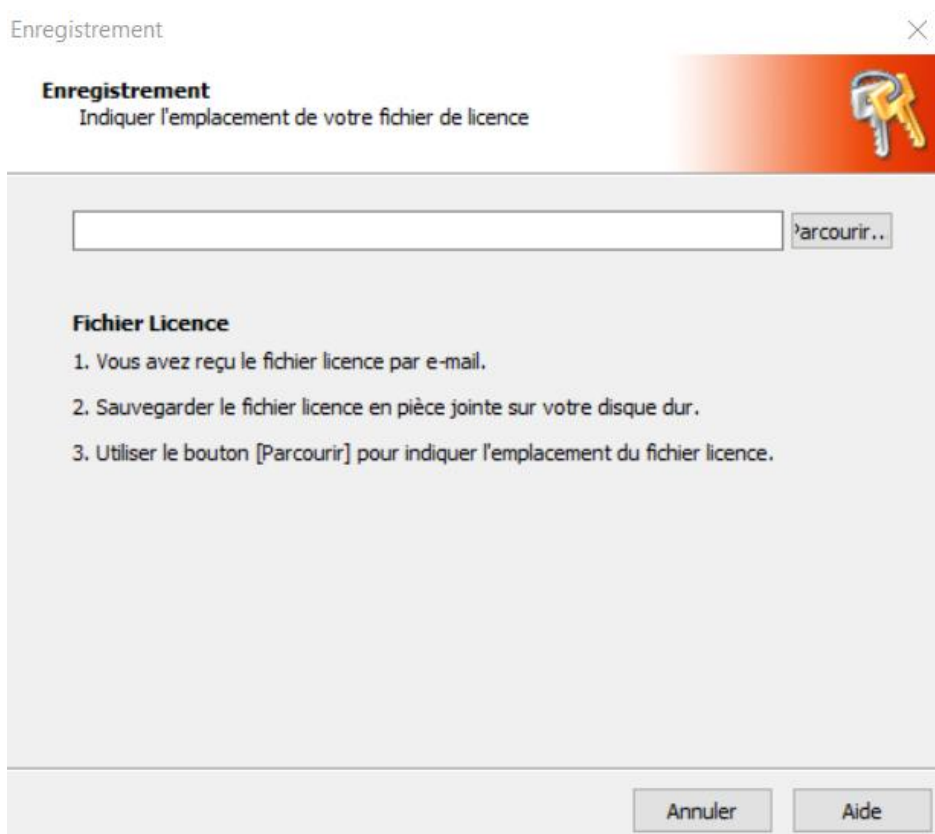 Enregistrement
Enregistrement
Indiquer l'emplacement de votre fichier de licence
Parcourir..
Fichier Licence
1. Vous avez reçu le fichier licence par e-mail.
2. Sauvegarder le fichier licence en pièce jointe sur votre disque dur.
3. Utiliser le bouton [Parcourir] pour indiquer l'emplacement du fichier licence.
Annuler
Aide